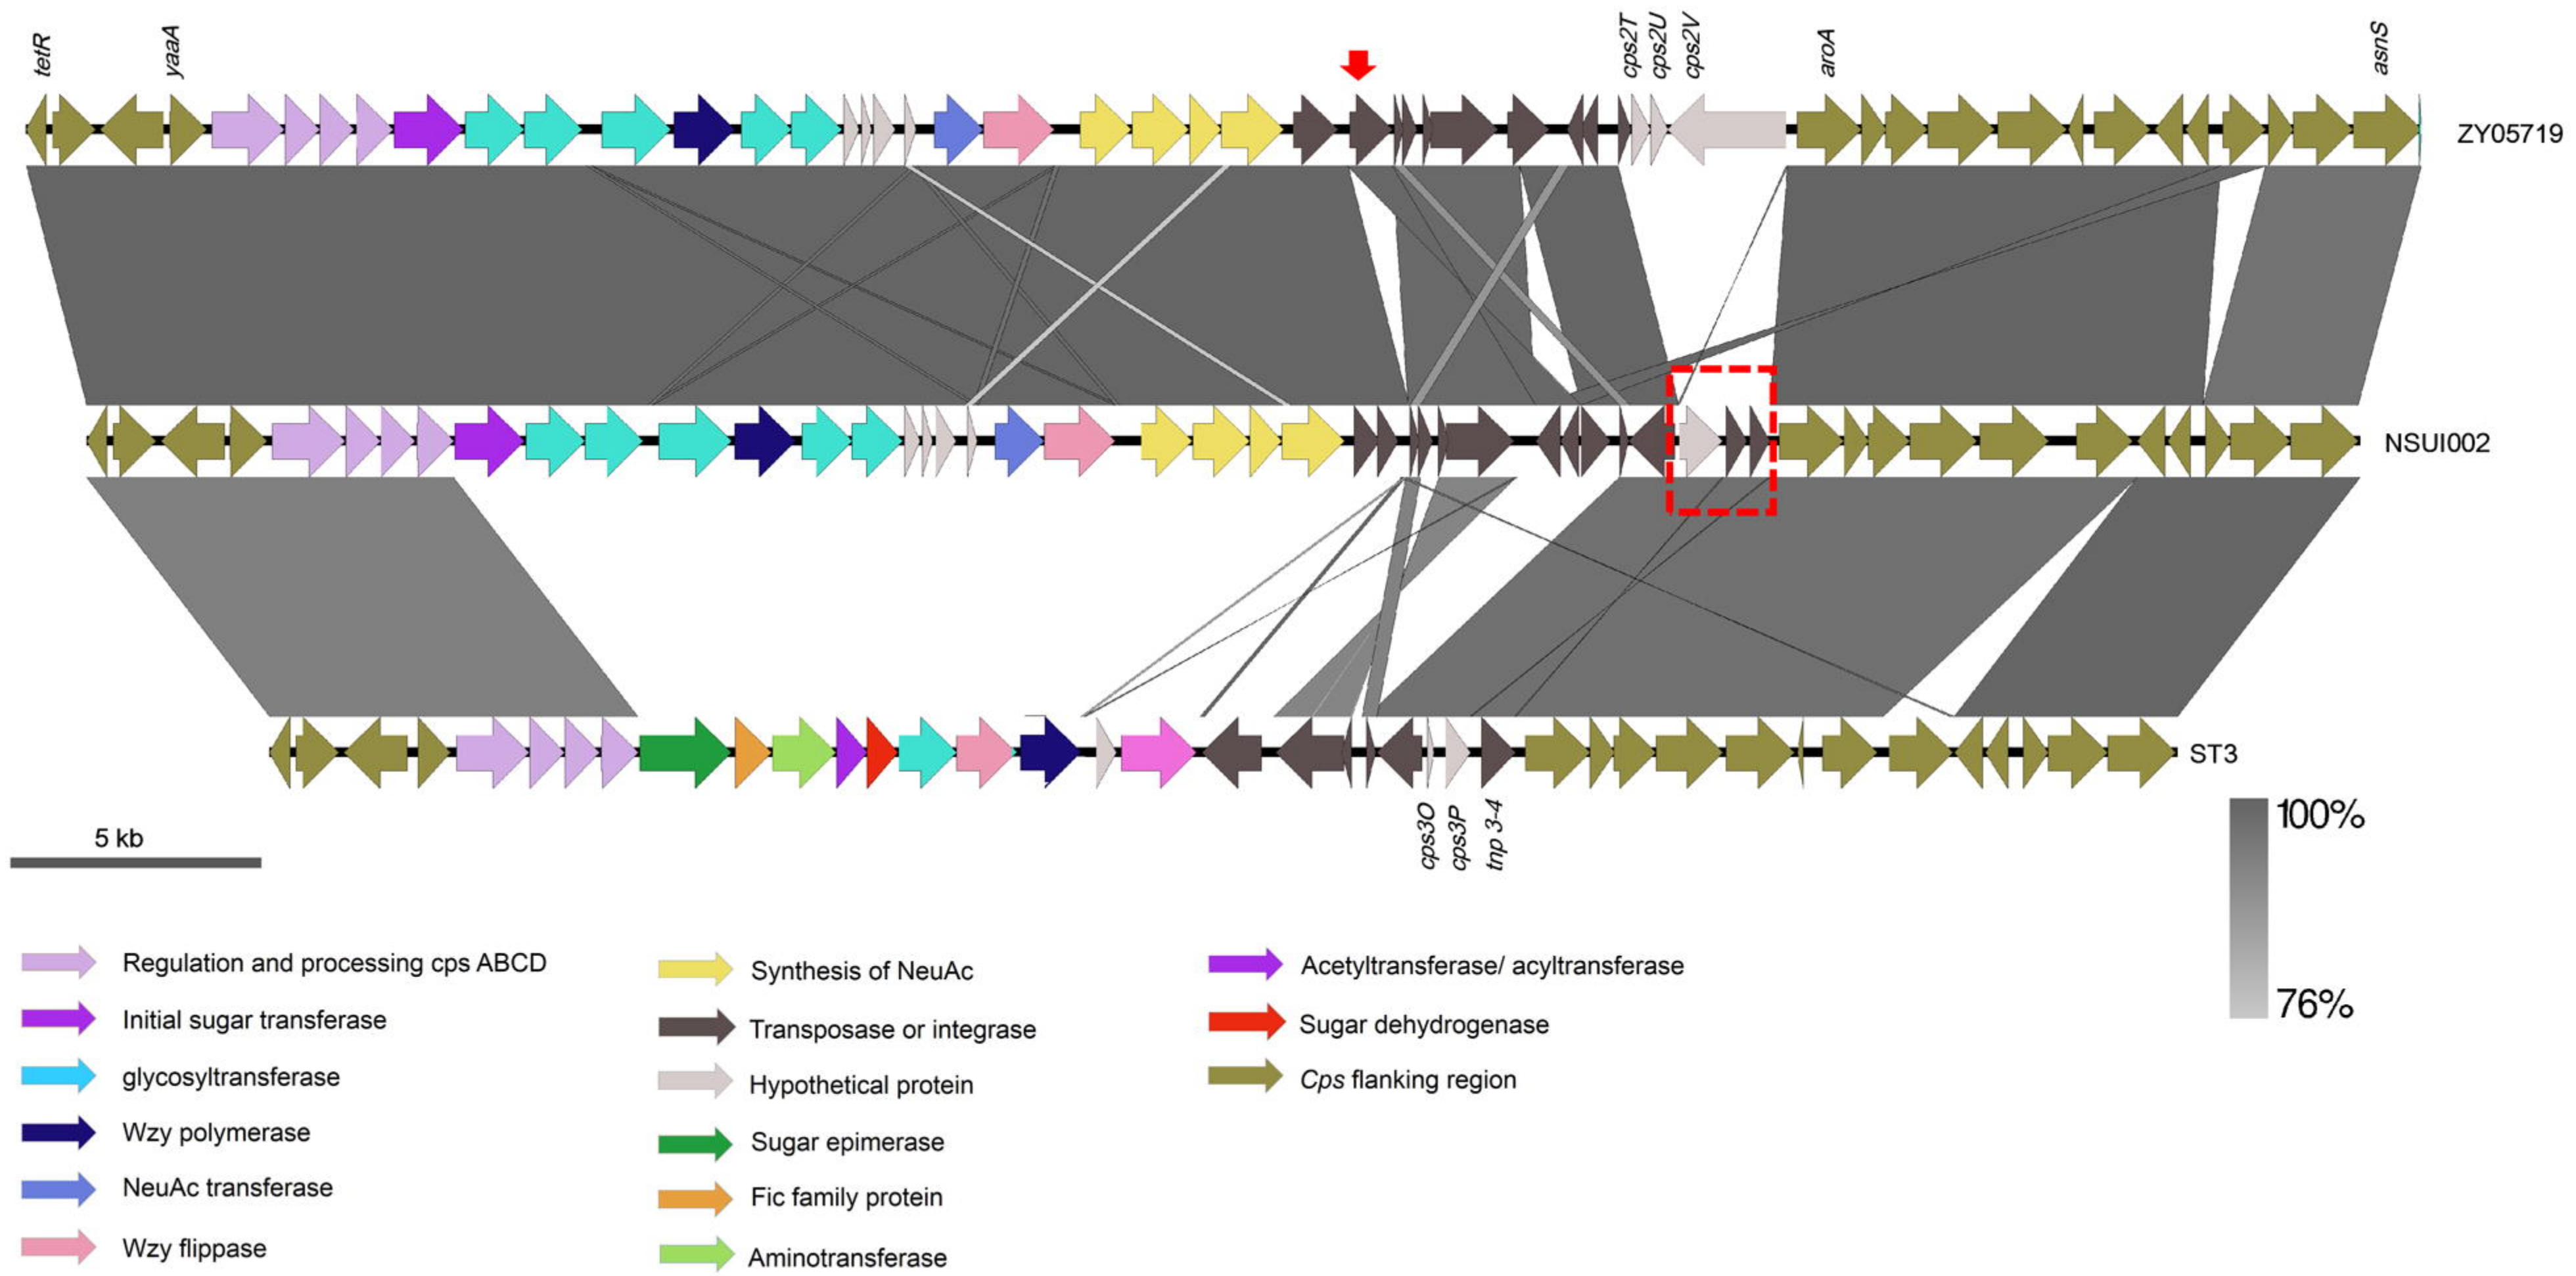 tetR
yaaA
cps2T
cps2U
cps2V
aroA
asnS
ZY05719
NSUI002
ST3
cps3O
cps3P
tnp 3-4
5 kb
100%
76%
Regulation and processing cps ABCD
Initial sugar transferase
glycosyltransferase
Wzy polymerase
NeuAc transferase
Wzy flippase
Synthesis of NeuAc
Transposase or integrase
Hypothetical protein
Sugar epimerase
Fic family protein
Aminotransferase
Acetyltransferase/ acyltransferase
Sugar dehydrogenase
Cps flanking region